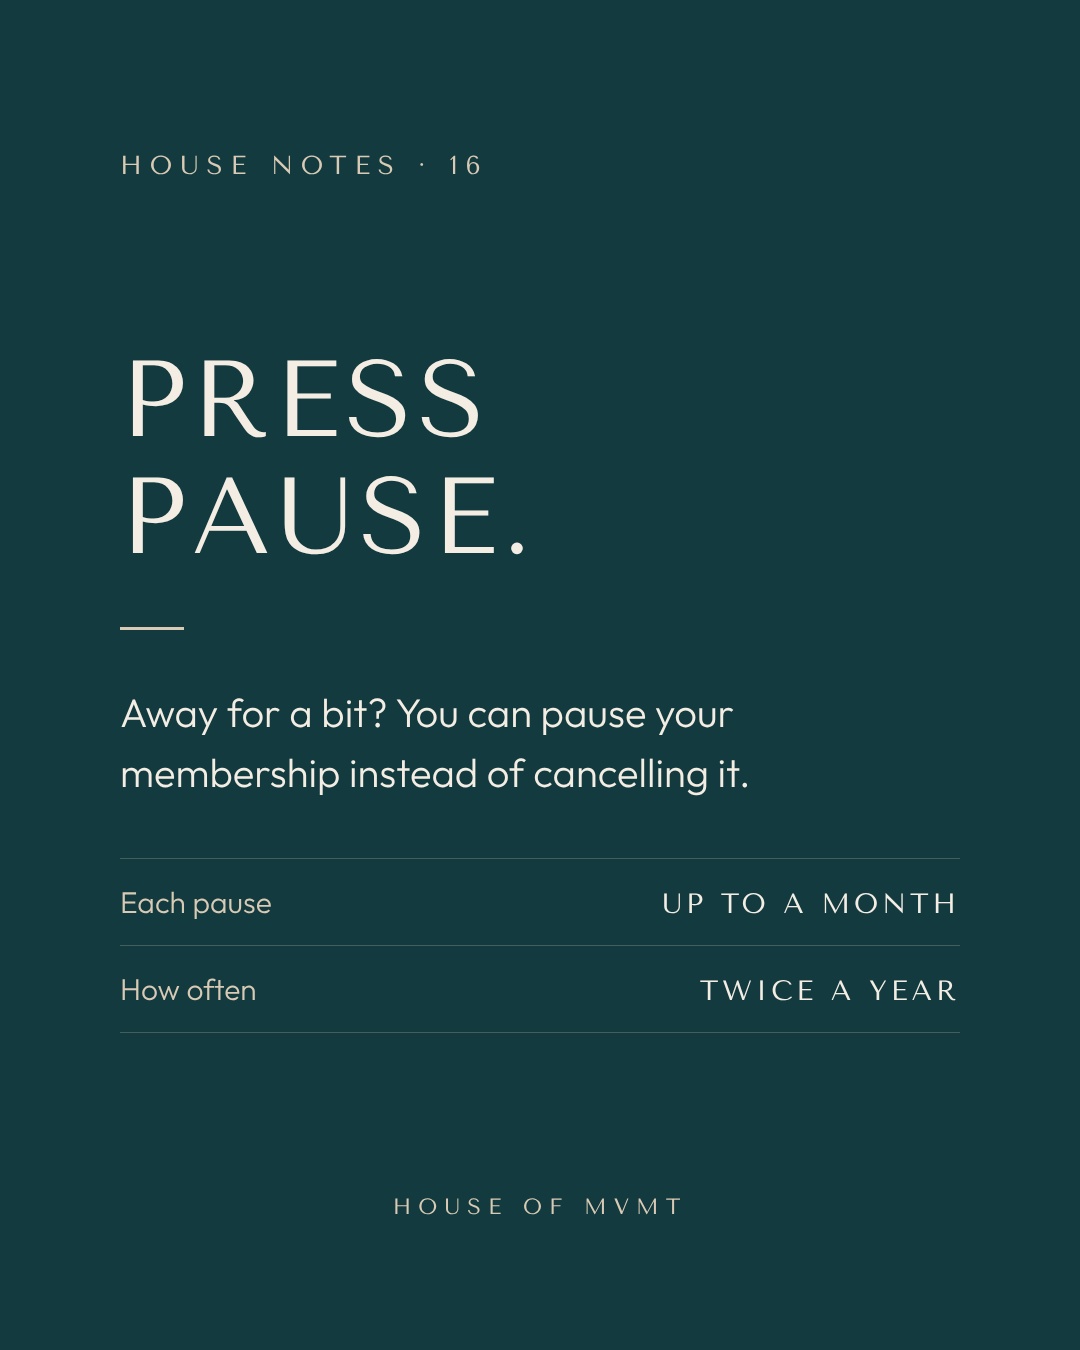 HOUSE NOTES · 16
PRESS
PAUSE.
Away for a bit? You can pause your
membership instead of cancelling it.
Each pause UP TO A MONTH
How often TWICE A YEAR
HOUSE OF MVMT